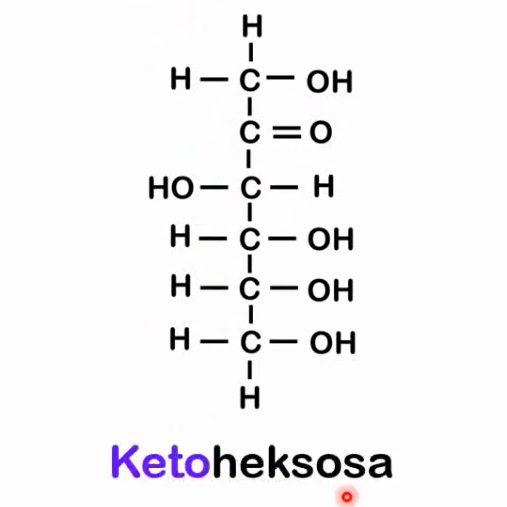 H
H — C — OH
C = O
HO — C — H
H — C — OH
H — C — OH
H — C — OH
H
Ketoheksosa